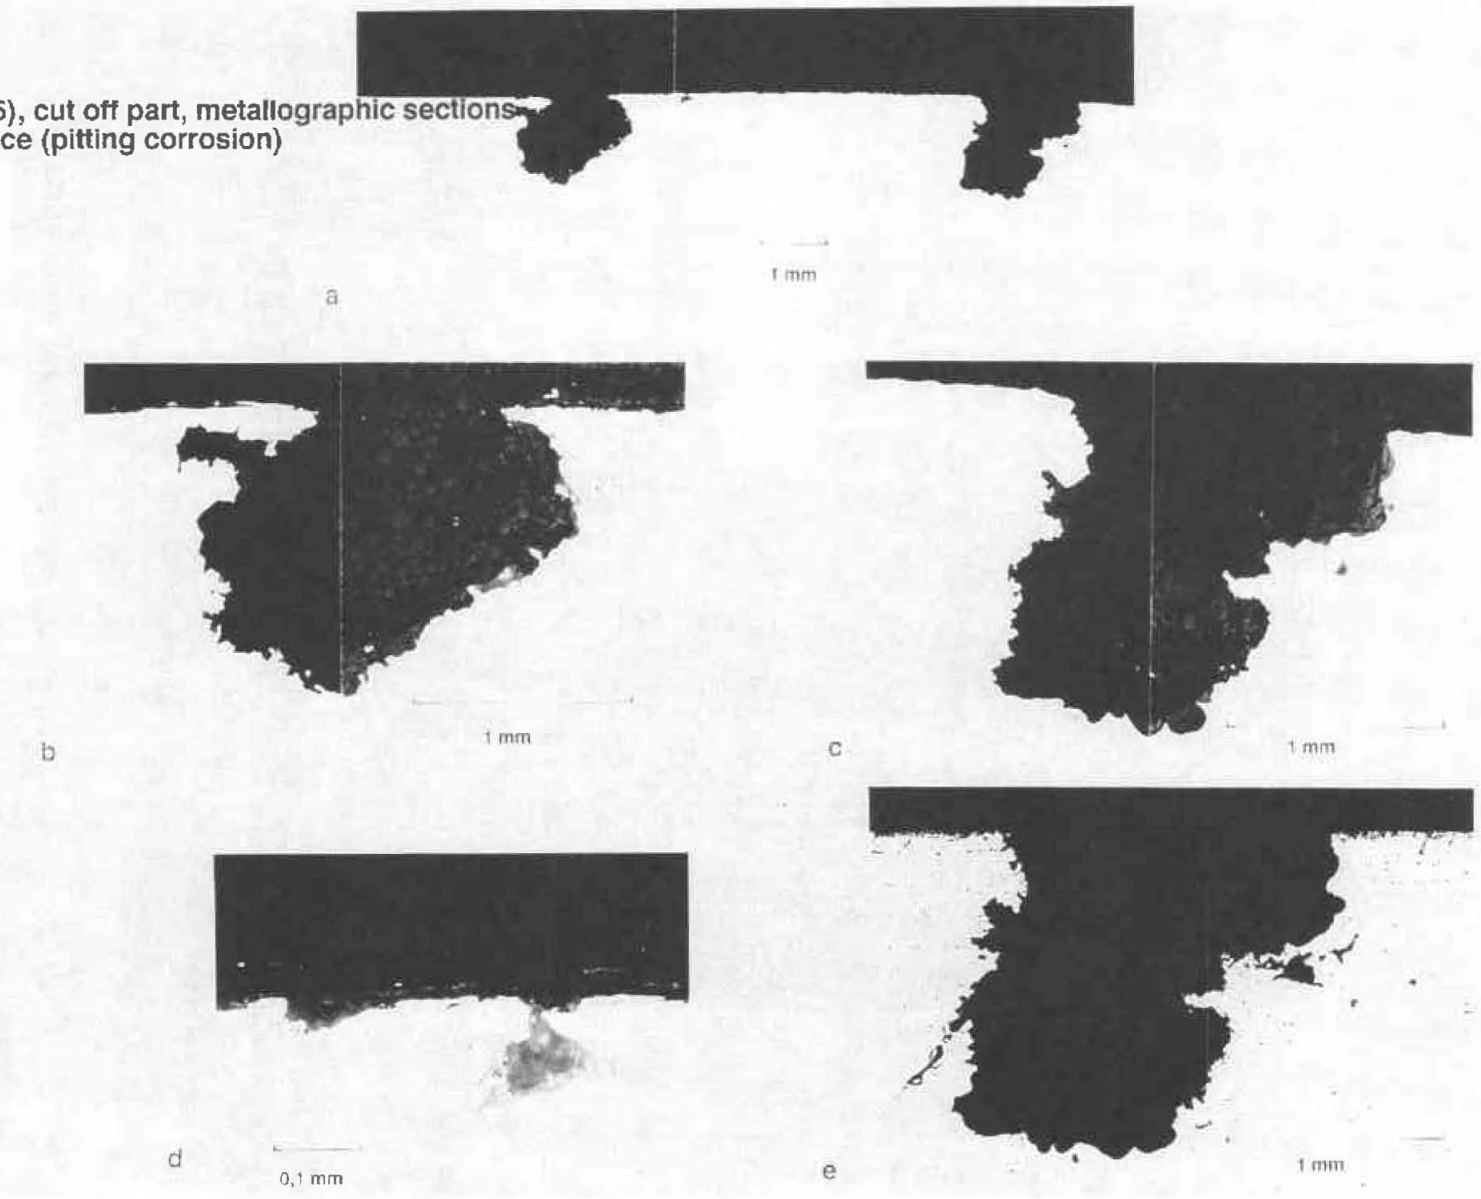 ), cut off part, metallographic sections
ce (pitting corrosion)
1 mm
a
1 mm
b
1 mm
c
0,1 mm
d
1 mm
e